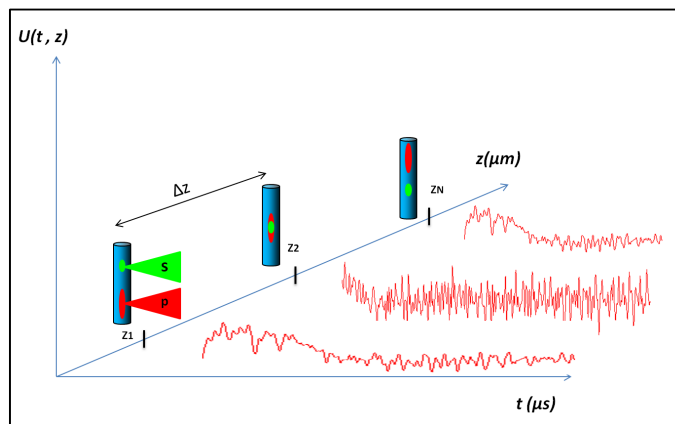 U(t , z)
z(µm)
ZN
Δz
Z2
S
P
Z1
t (µs)